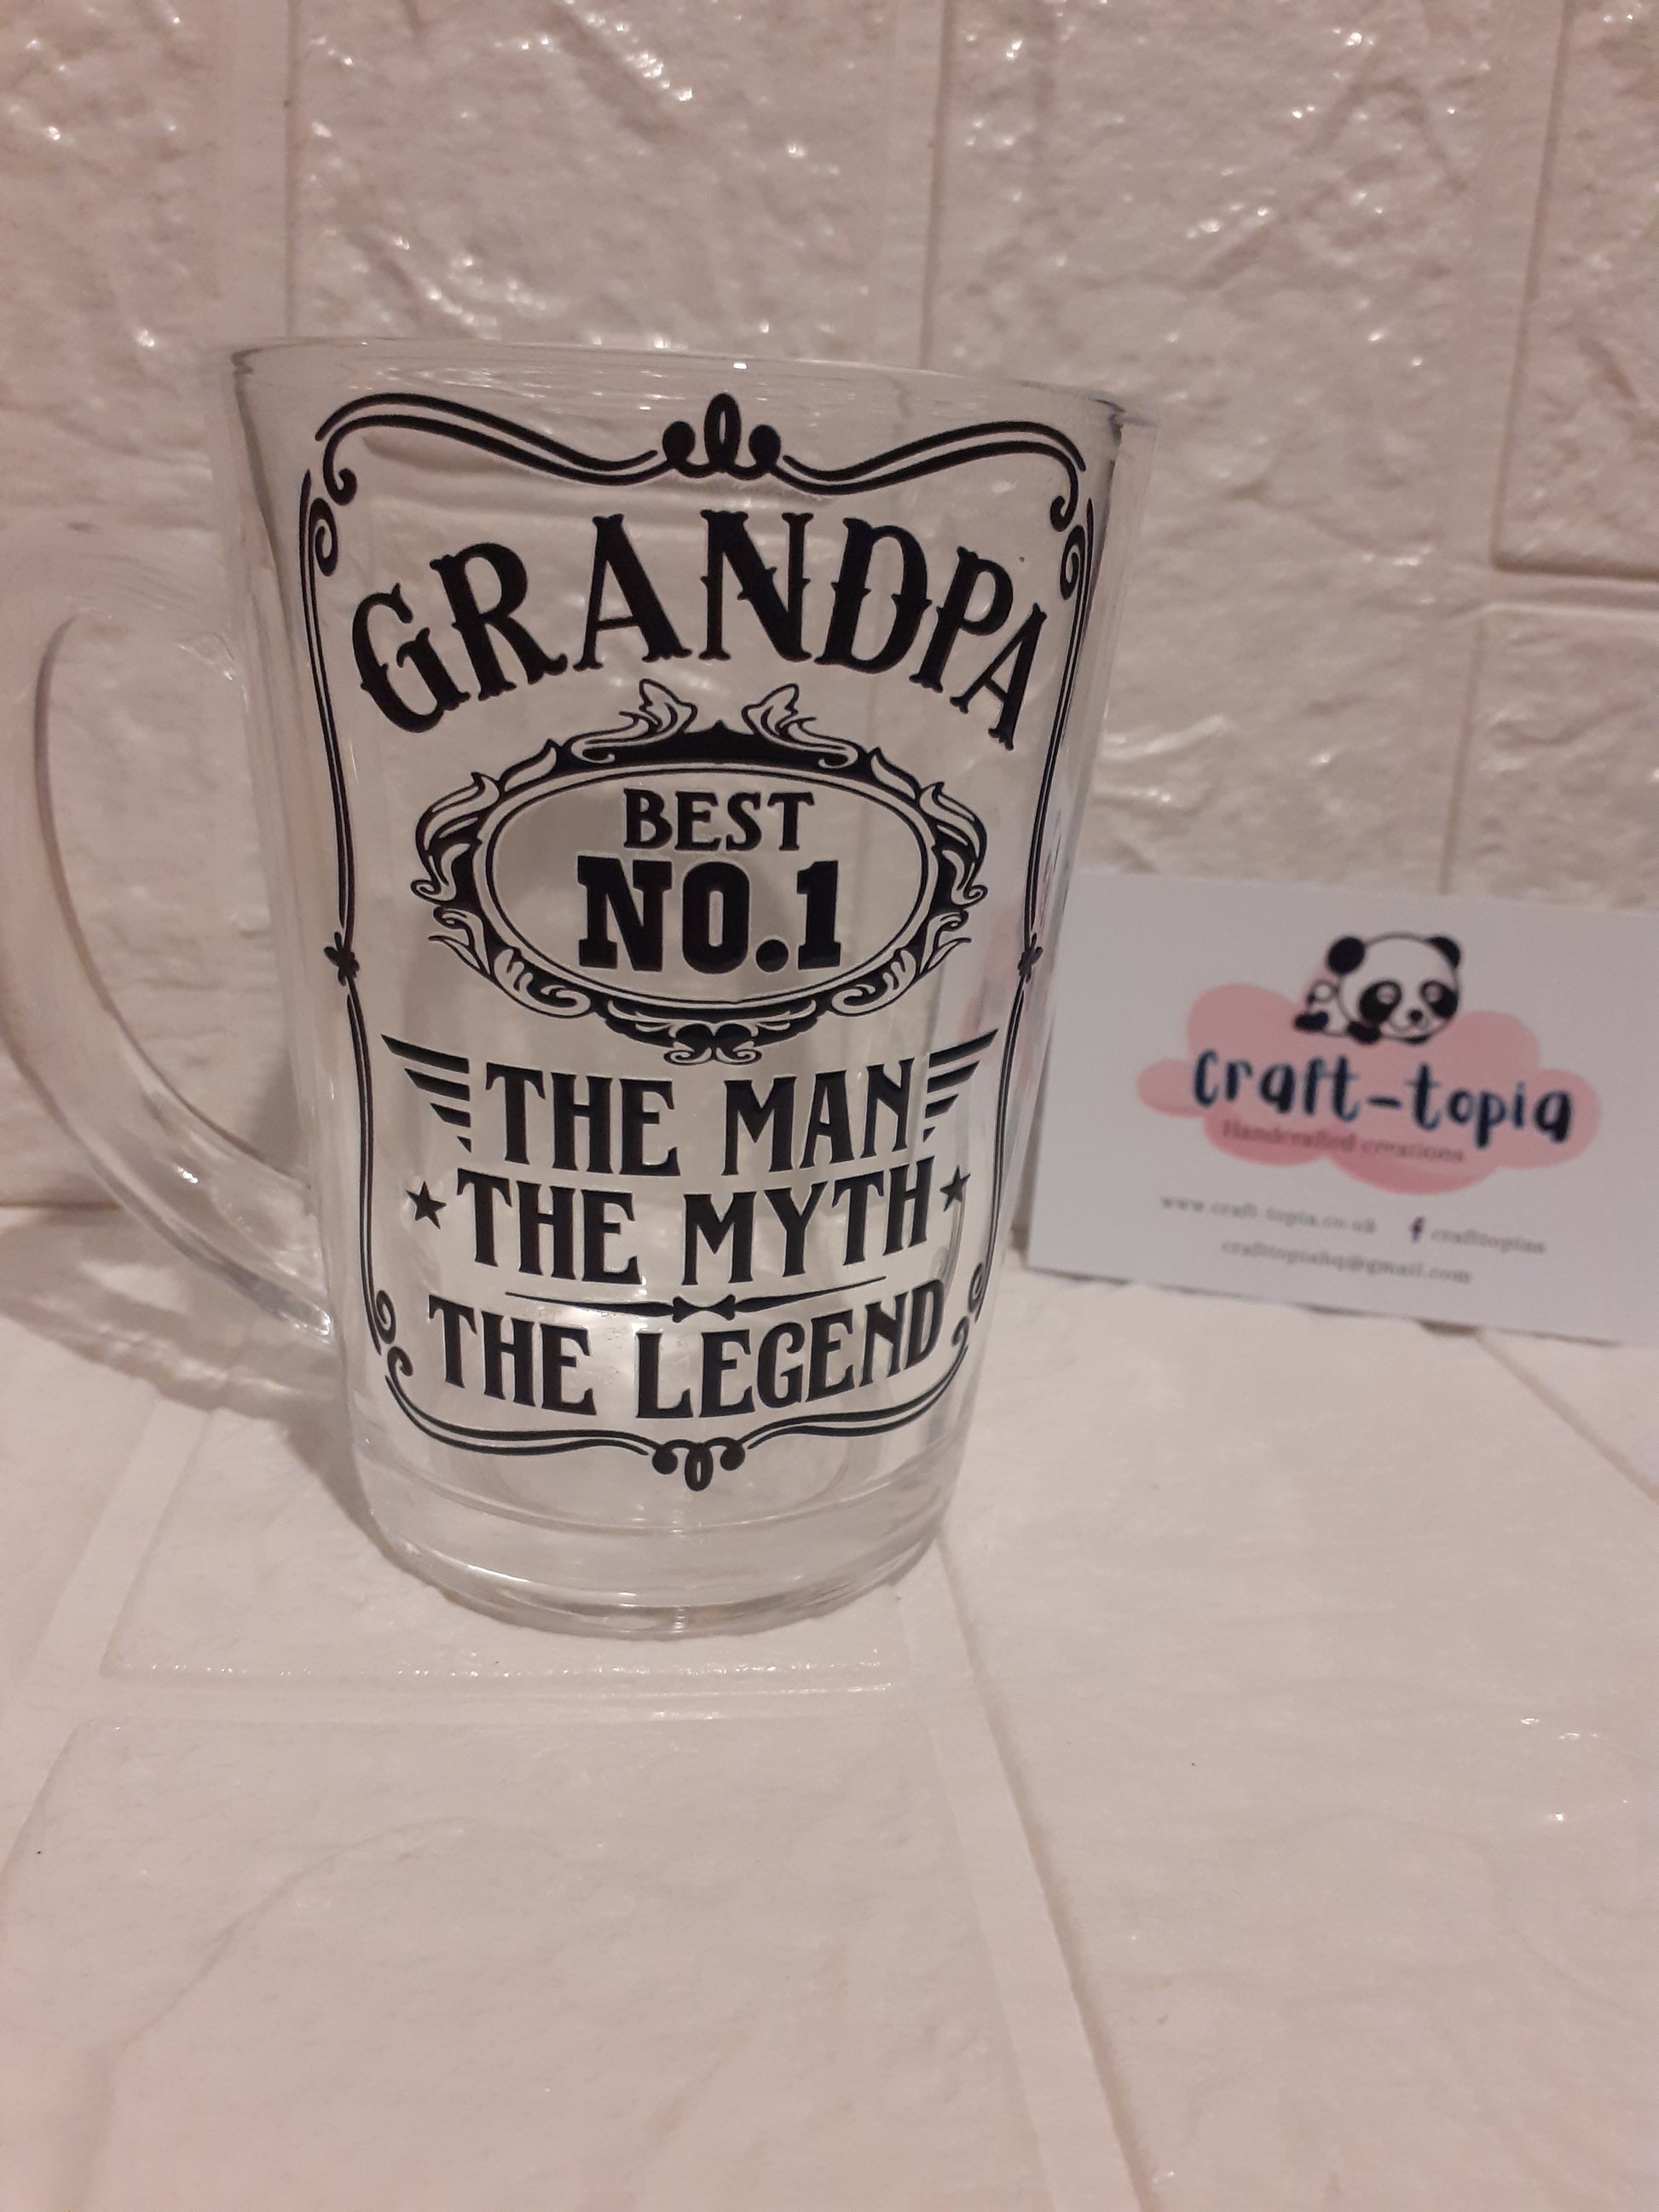 GRANDPA
BEST
NO.1
THE MAN
THE MYTH
THE LEGEND
Craft-topia
Handcrafted creations
www.craft-topia.co.uk f crafttopiaa
crafttopiahq@gmail.com